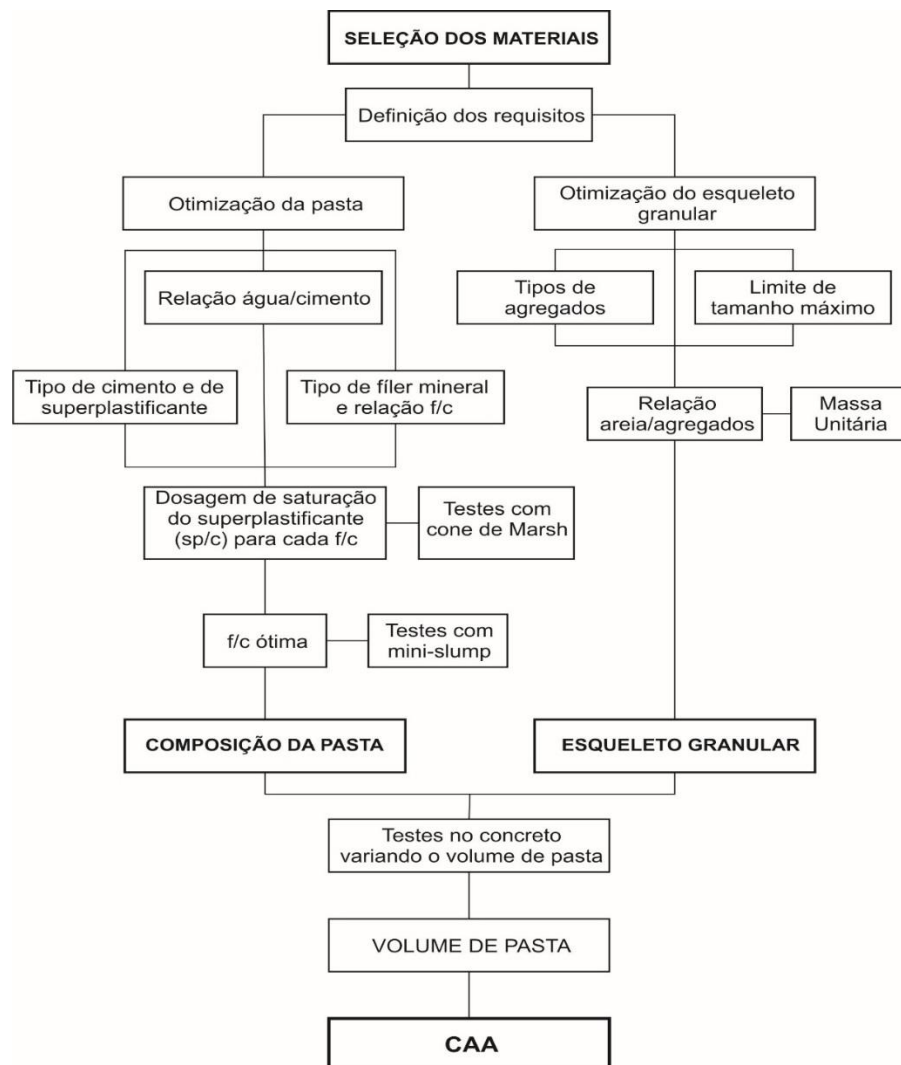 SELEÇÃO DOS MATERIAIS
Definição dos requisitos
Otimização da pasta
Otimização do esqueleto
granular
Relação água/cimento
Tipos de
agregados
Limite de
tamanho máximo
Tipo de cimento e de
superplastificante
Tipo de fíler mineral
e relação f/c
Relação
areia/agregados
Massa
Unitária
Dosagem de saturação
do superplastificante
(sp/c) para cada f/c
Testes com
cone de Marsh
f/c ótima
Testes com
mini-slump
COMPOSIÇÃO DA PASTA
ESQUELETO GRANULAR
Testes no concreto
variando o volume de pasta
VOLUME DE PASTA
CAA